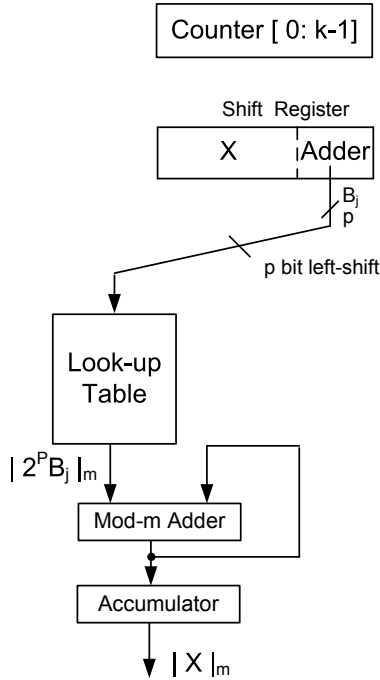 Counter [ 0: k-1]
Shift Register
X
Adder
B_j
p
p bit left-shift
Look-up
Table
| 2^P B_j |_m
Mod-m Adder
Accumulator
| X |_m